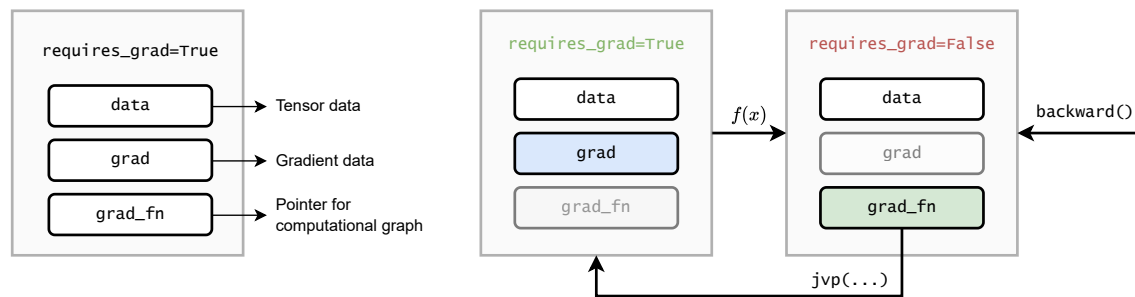 requires_grad=True
data
Tensor data
grad
Gradient data
grad_fn
Pointer for
computational graph
requires_grad=True
data
grad
grad_fn
f(x)
requires_grad=False
data
grad
grad_fn
backward()
jvp(...)